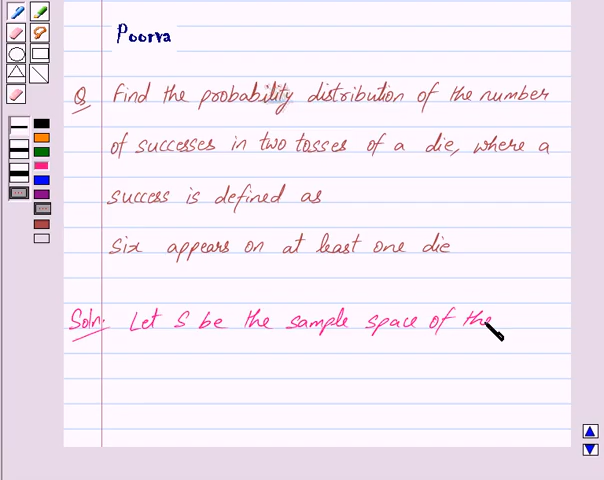 Poorva
Q Find the probability distribution of the number
of successes in two tosses of a die, where a
success is defined as
six appears on at least one die
Soln. Let S be the sample space of the